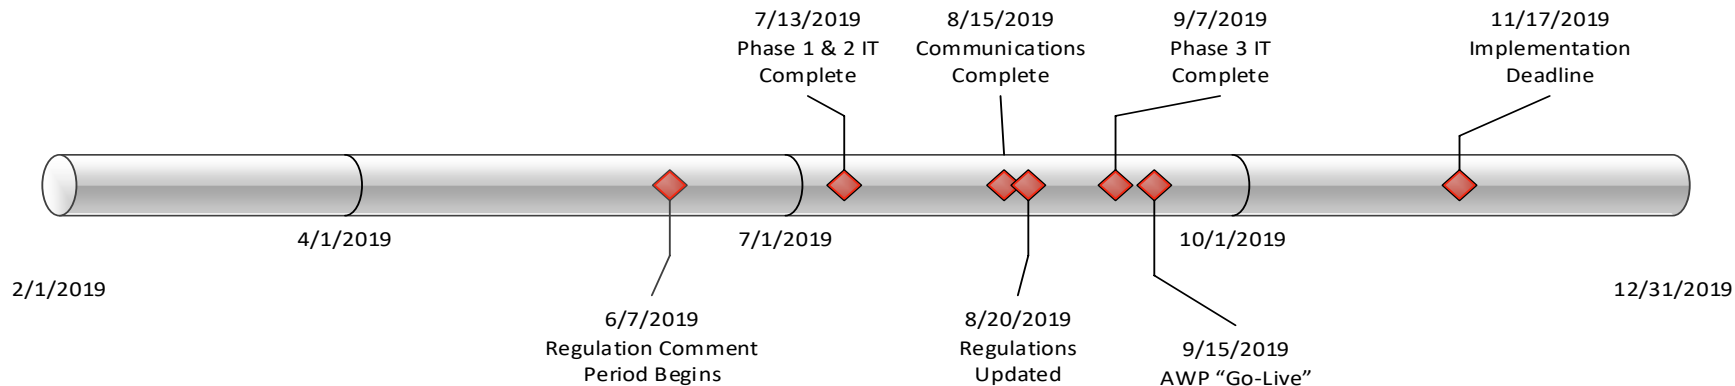 7/13/2019
Phase 1 & 2 IT
Complete
8/15/2019
Communications
Complete
9/7/2019
Phase 3 IT
Complete
11/17/2019
Implementation
Deadline
4/1/2019
7/1/2019
10/1/2019
2/1/2019
12/31/2019
6/7/2019
Regulation Comment
Period Begins
8/20/2019
Regulations
Updated
9/15/2019
AWP “Go-Live”